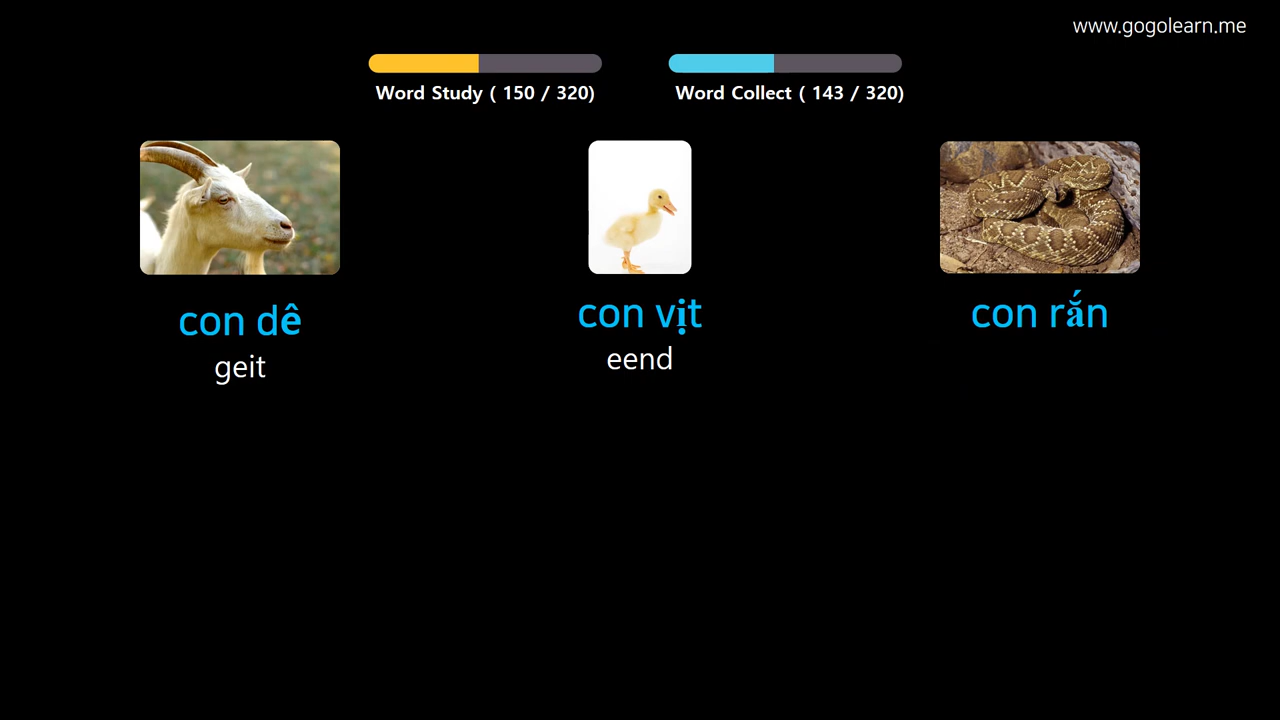 www.gogolearn.me
Word Study ( 150 / 320)
Word Collect ( 143 / 320)
con dê
geit
con vịt
eend
con rắn